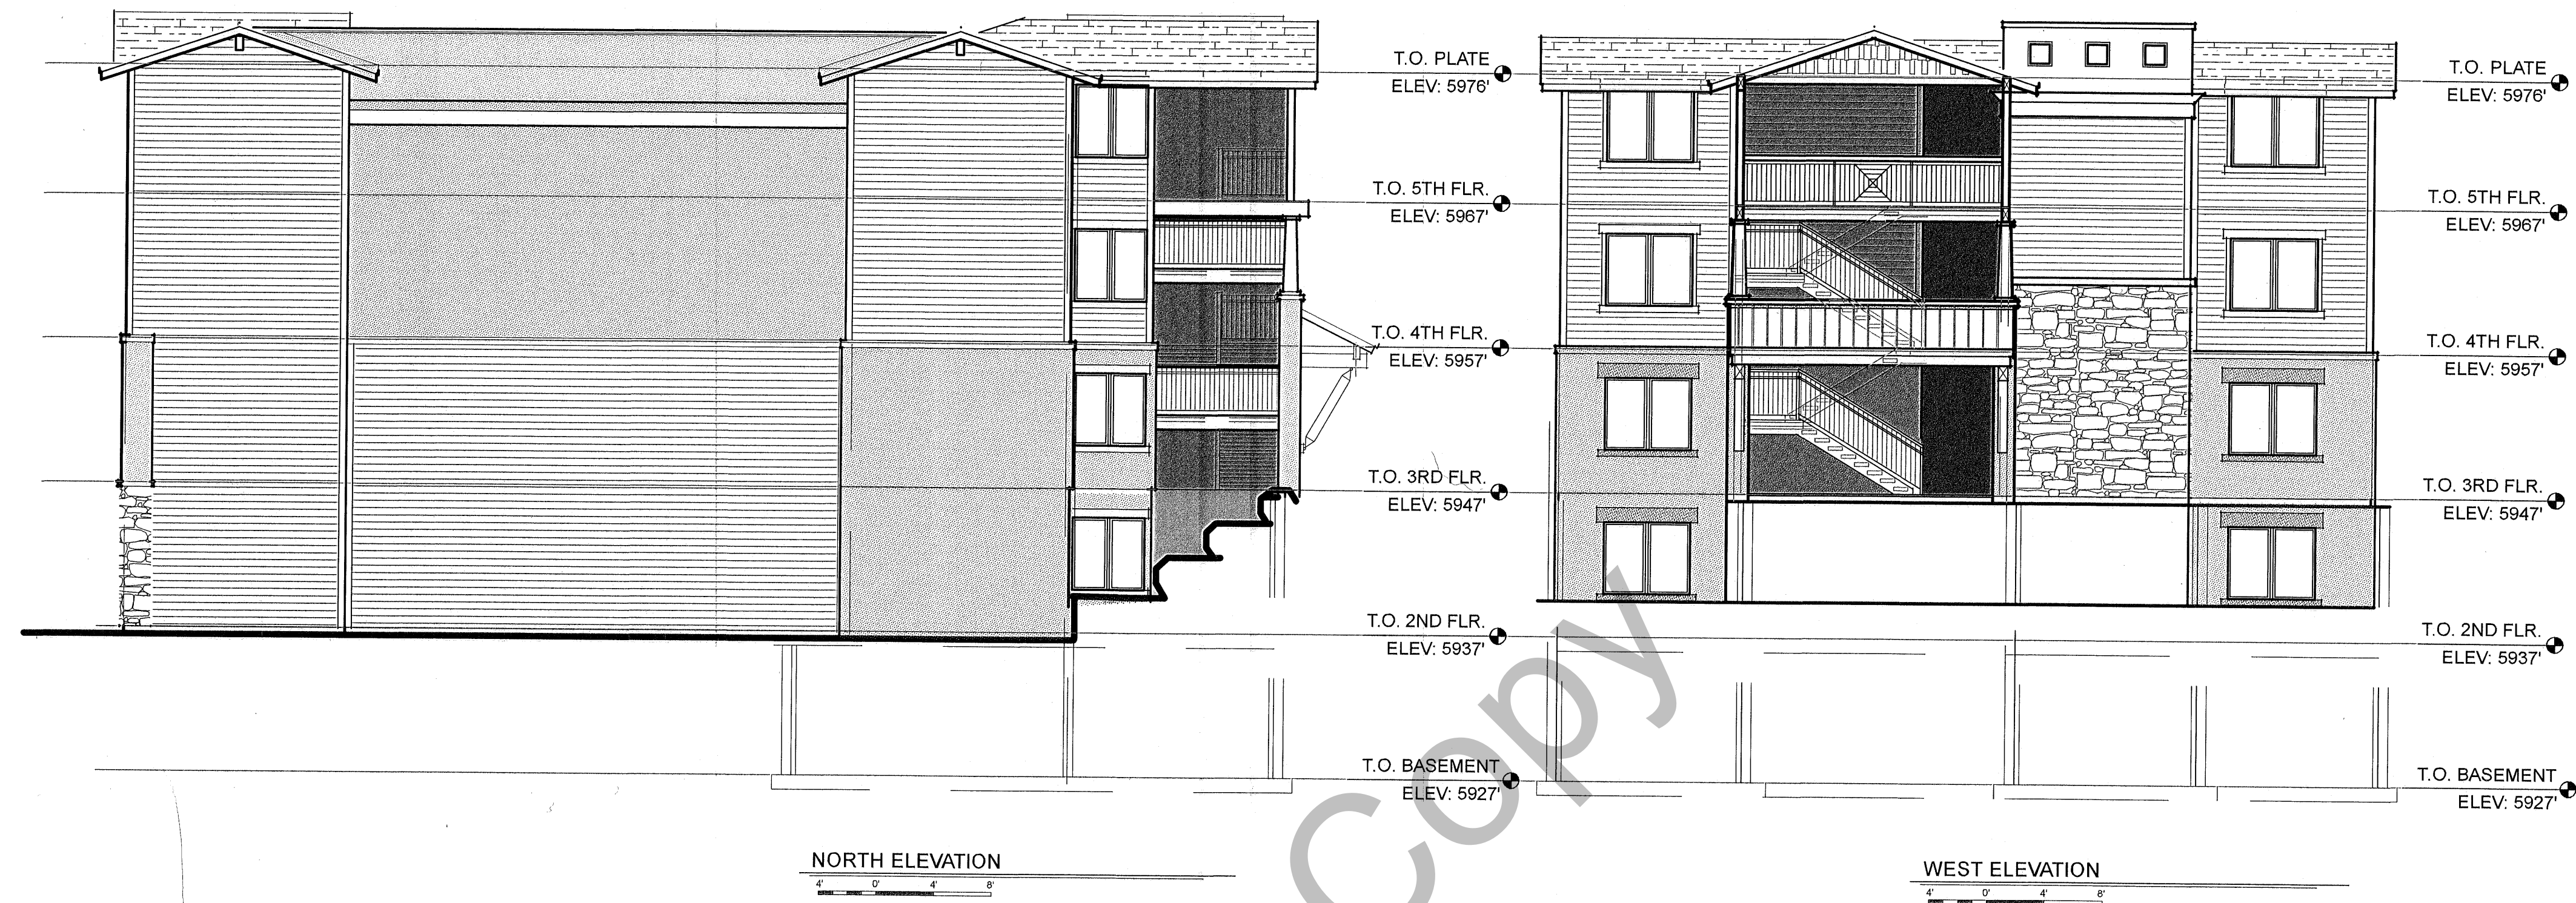 T.O. PLATE
ELEV: 5976'
T.O. 5TH FLR.
ELEV: 5967'
T.O. 4TH FLR.
ELEV: 5957'
T.O. 3RD FLR.
ELEV: 5947'
T.O. 2ND FLR.
ELEV: 5937'
T.O. BASEMENT
ELEV: 5927'
NORTH ELEVATION
4' 0' 4' 8'
T.O. PLATE
ELEV: 5976'
T.O. 5TH FLR.
ELEV: 5967'
T.O. 4TH FLR.
ELEV: 5957'
T.O. 3RD FLR.
ELEV: 5947'
T.O. 2ND FLR.
ELEV: 5937'
T.O. BASEMENT
ELEV: 5927'
WEST ELEVATION
4' 0' 4' 8'
Copy